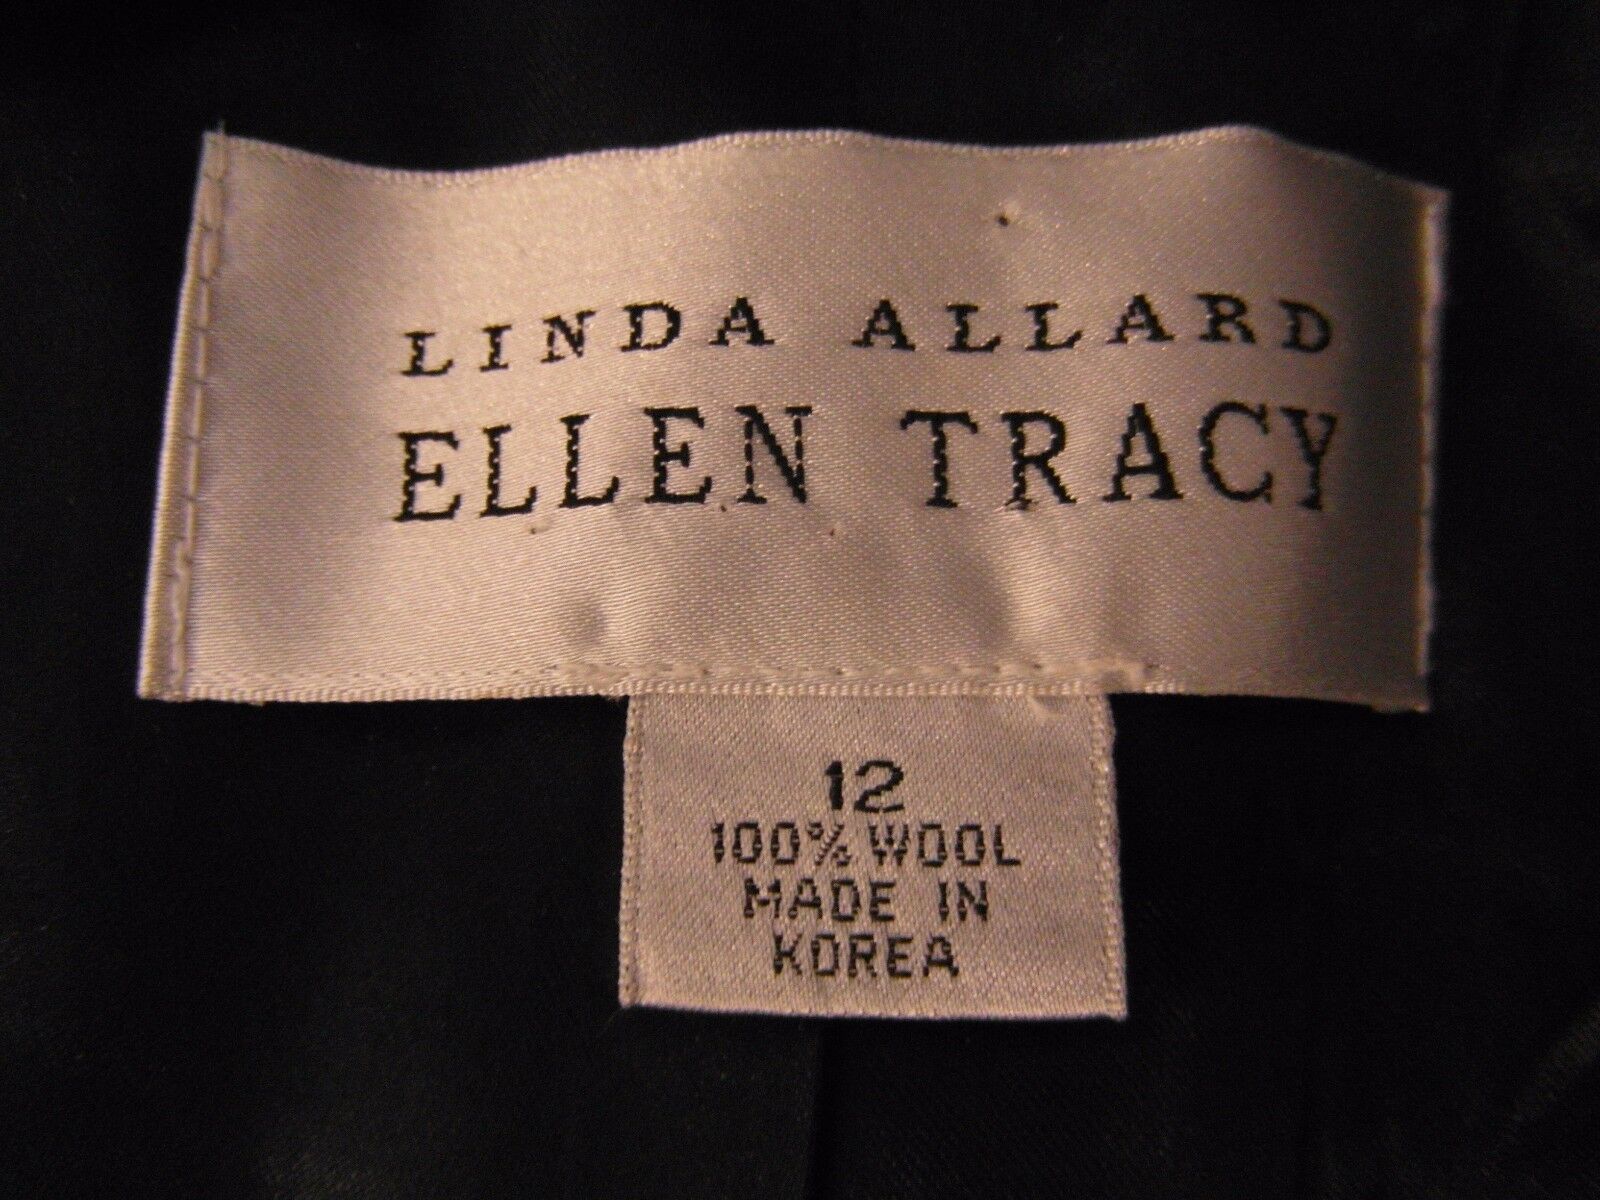 LINDA ALLARD
ELLEN TRACY
12
100% WOOL
MADE IN
KOREA